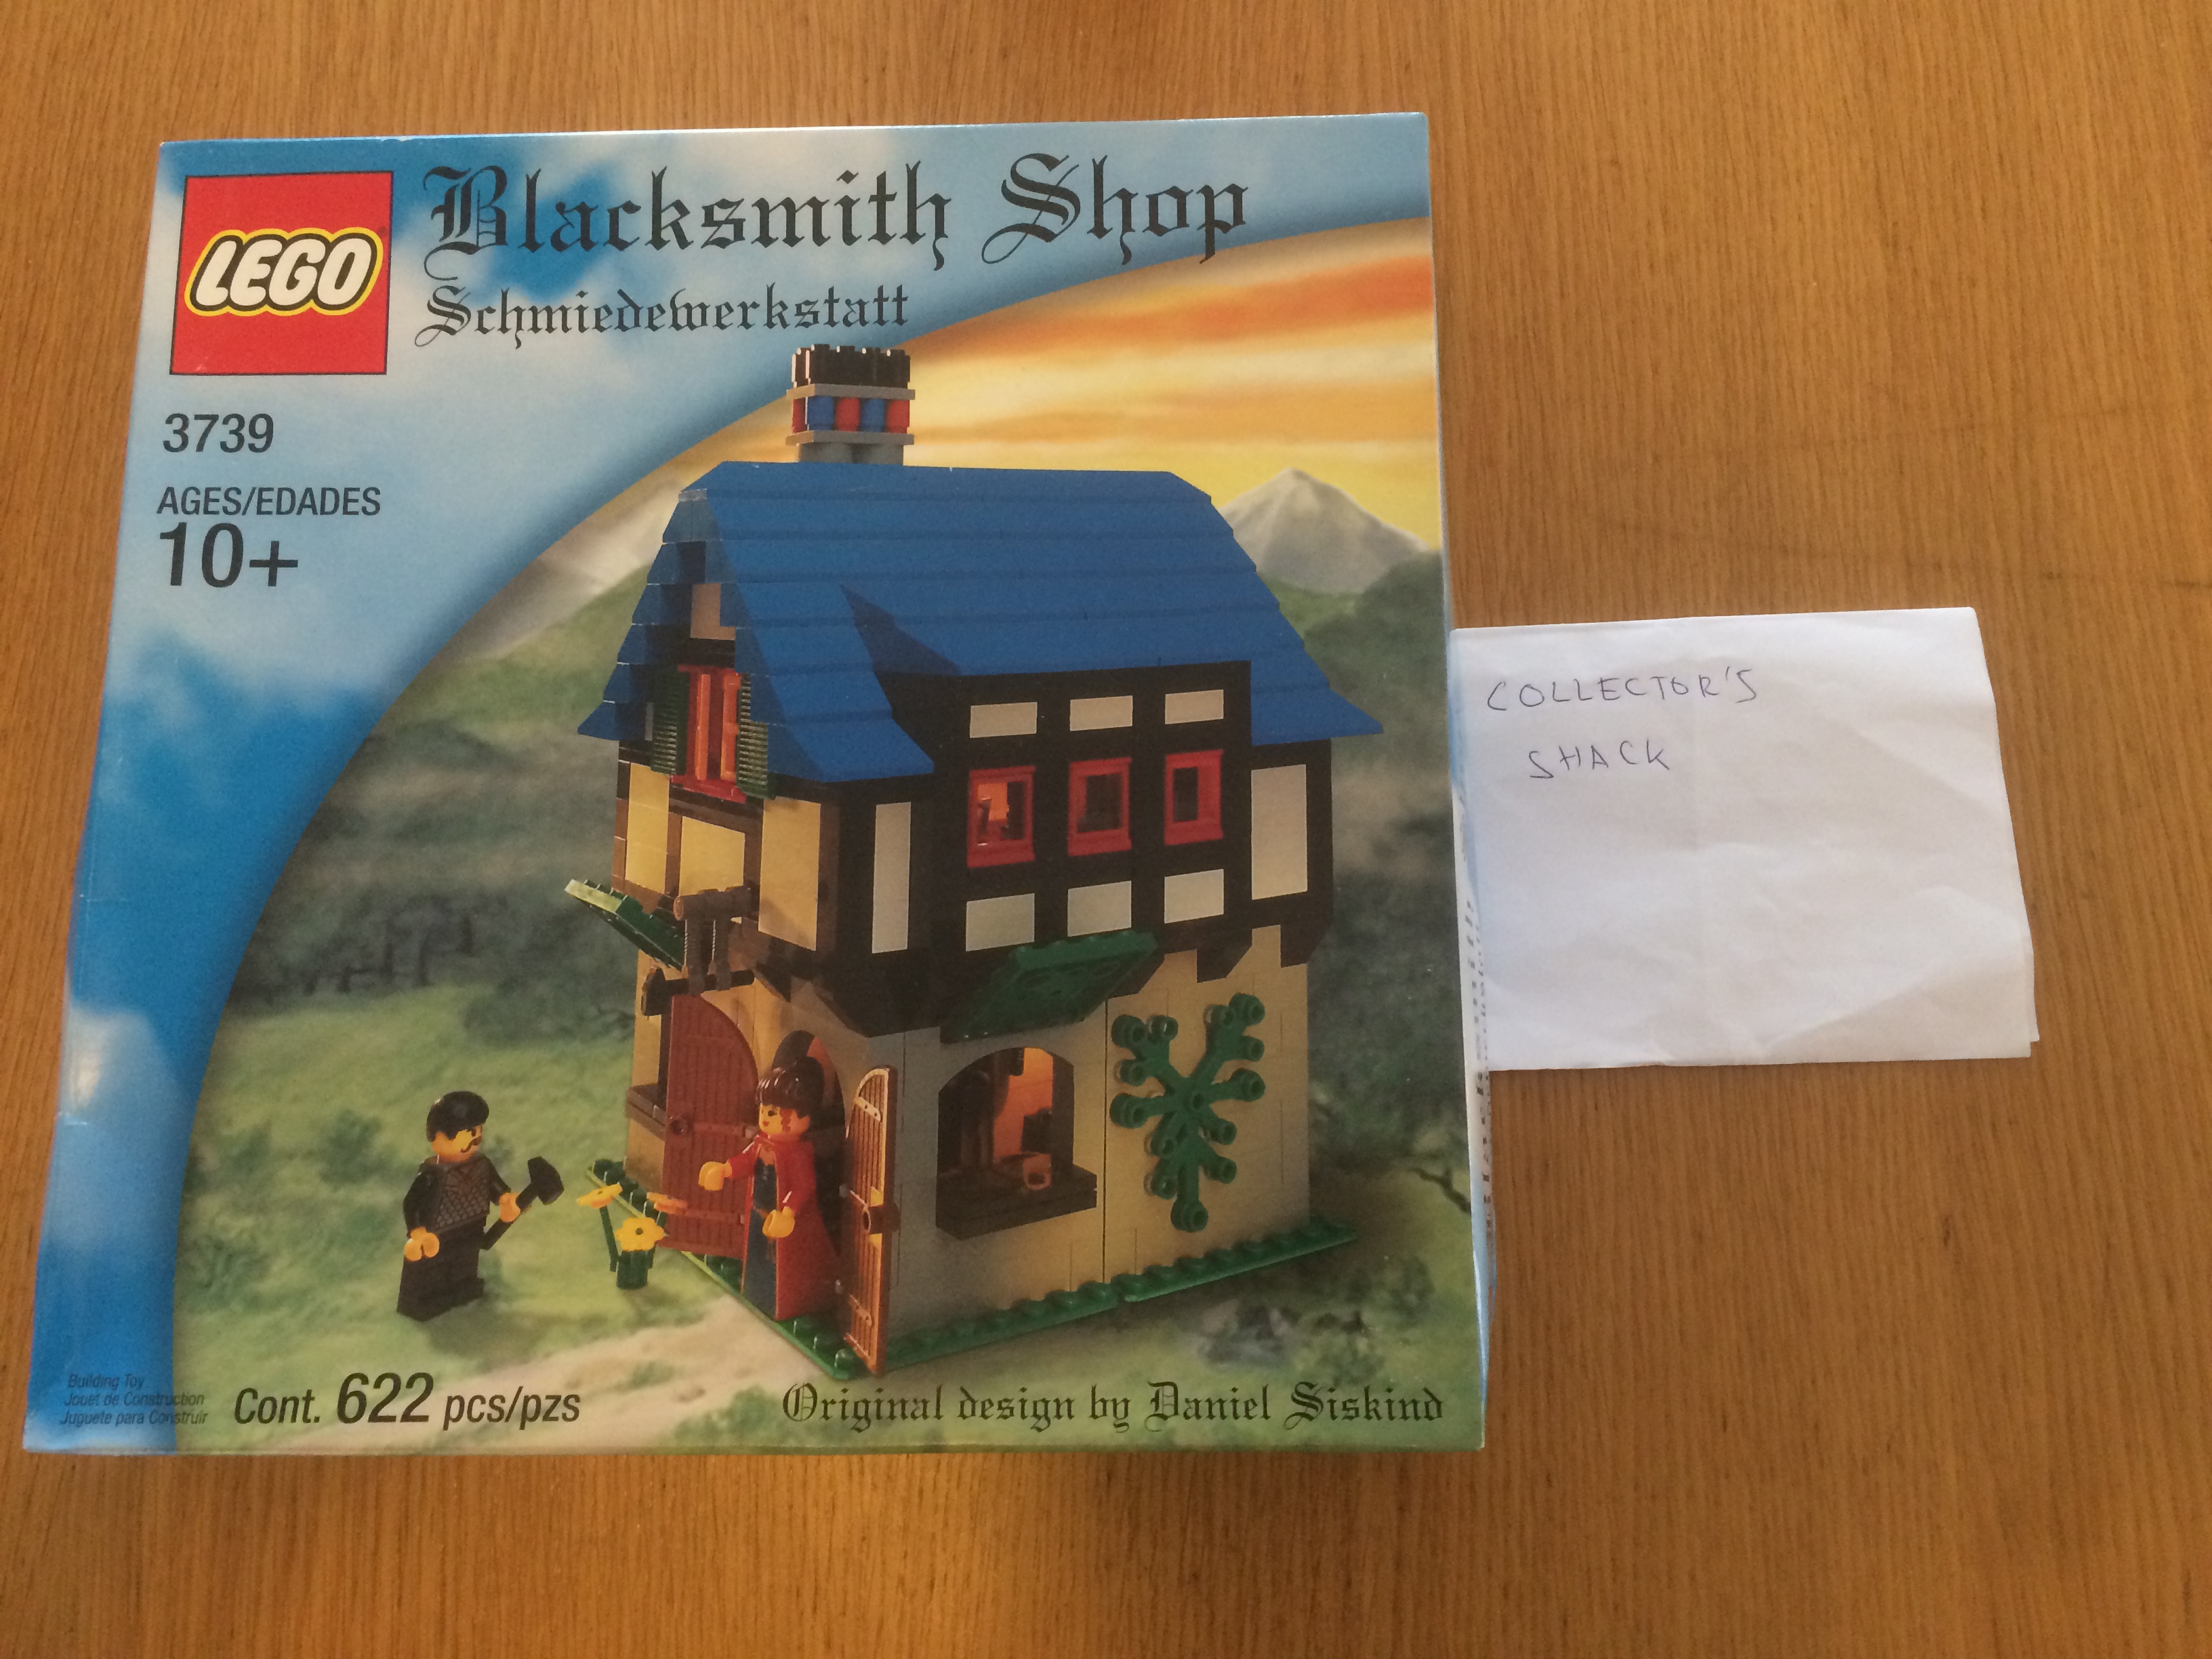 LEGO
Blacksmith Shop
Schmiedewerkstatt
3739
AGES/EDADES
10+
Building Toy
Jouet de Construction
Juguete para Construir
Cont. 622 pcs/pzs
Original design by Daniel Siskind
COLLECTOR'S
SHACK